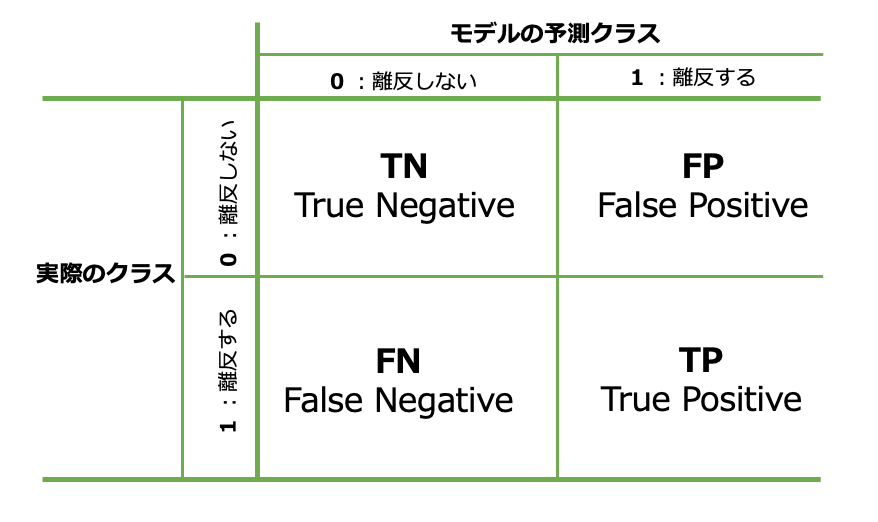 モデルの予測クラス
0 ：離反しない
1 ：離反する
実際のクラス
0 ：離反しない
TN
True Negative
FP
False Positive
1 ：離反する
FN
False Negative
TP
True Positive